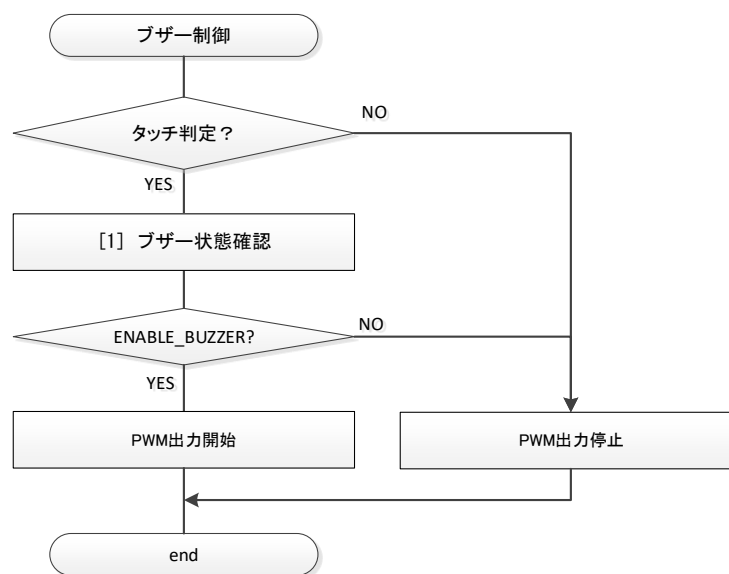 ブザー制御
タッチ判定？
NO
YES
[1] ブザー状態確認
ENABLE_BUZZER?
NO
YES
PWM出力開始
PWM出力停止
end